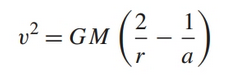 v² = GM (2/r − 1/a)